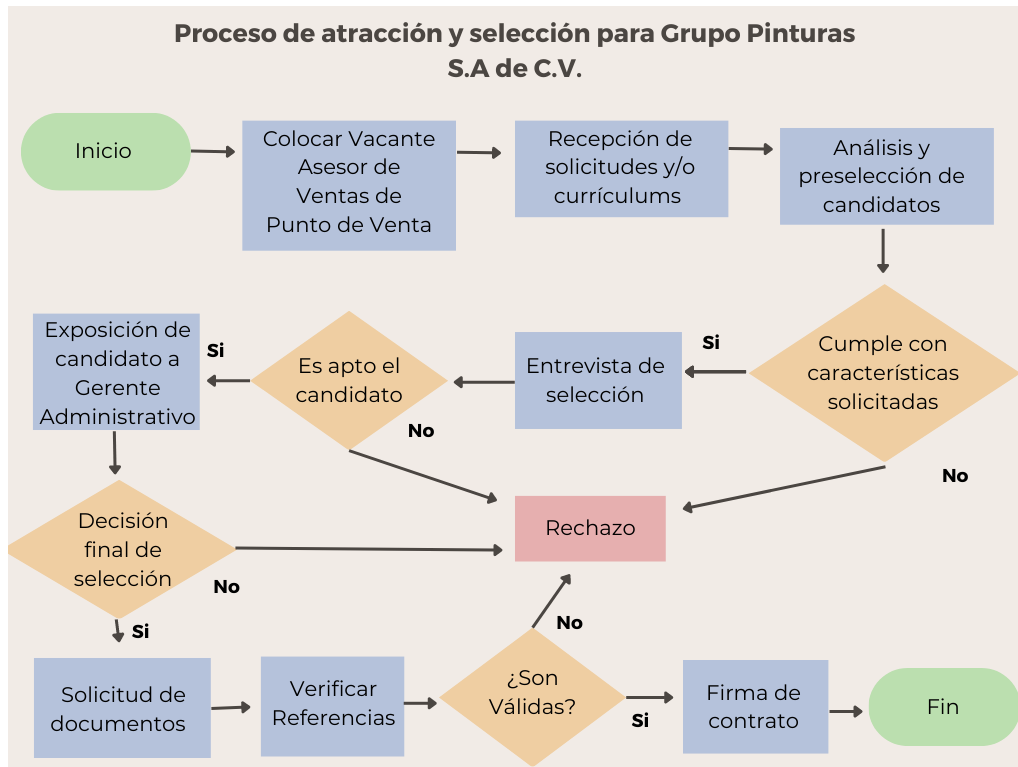 Proceso de atracción y selección para Grupo Pinturas
S.A de C.V.
Inicio
Colocar Vacante
Asesor de
Ventas de
Punto de Venta
Recepción de
solicitudes y/o
currículums
Análisis y
preselección de
candidatos
Cumple con
características
solicitadas
Si
No
Entrevista de
selección
Es apto el
candidato
Si
No
Exposición de
candidato a
Gerente
Administrativo
Decisión
final de
selección
No
Si
Rechazo
Solicitud de
documentos
Verificar
Referencias
¿Son
Válidas?
No
Si
Firma de
contrato
Fin